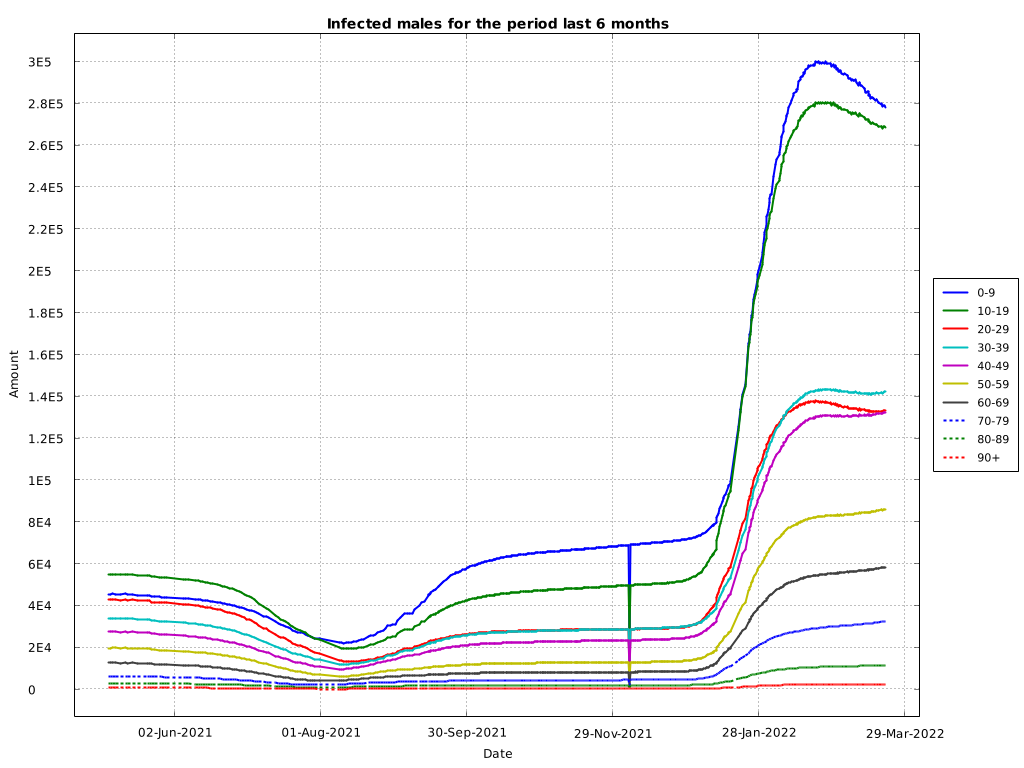 Infected males for the period last 6 months
3E5
2.8E5
2.6E5
2.4E5
2.2E5
2E5
1.8E5
1.6E5
1.4E5
1.2E5
1E5
8E4
6E4
4E4
2E4
0
Amount
02-Jun-2021
01-Aug-2021
30-Sep-2021
29-Nov-2021
28-Jan-2022
29-Mar-2022
Date
0-9
10-19
20-29
30-39
40-49
50-59
60-69
70-79
80-89
90+